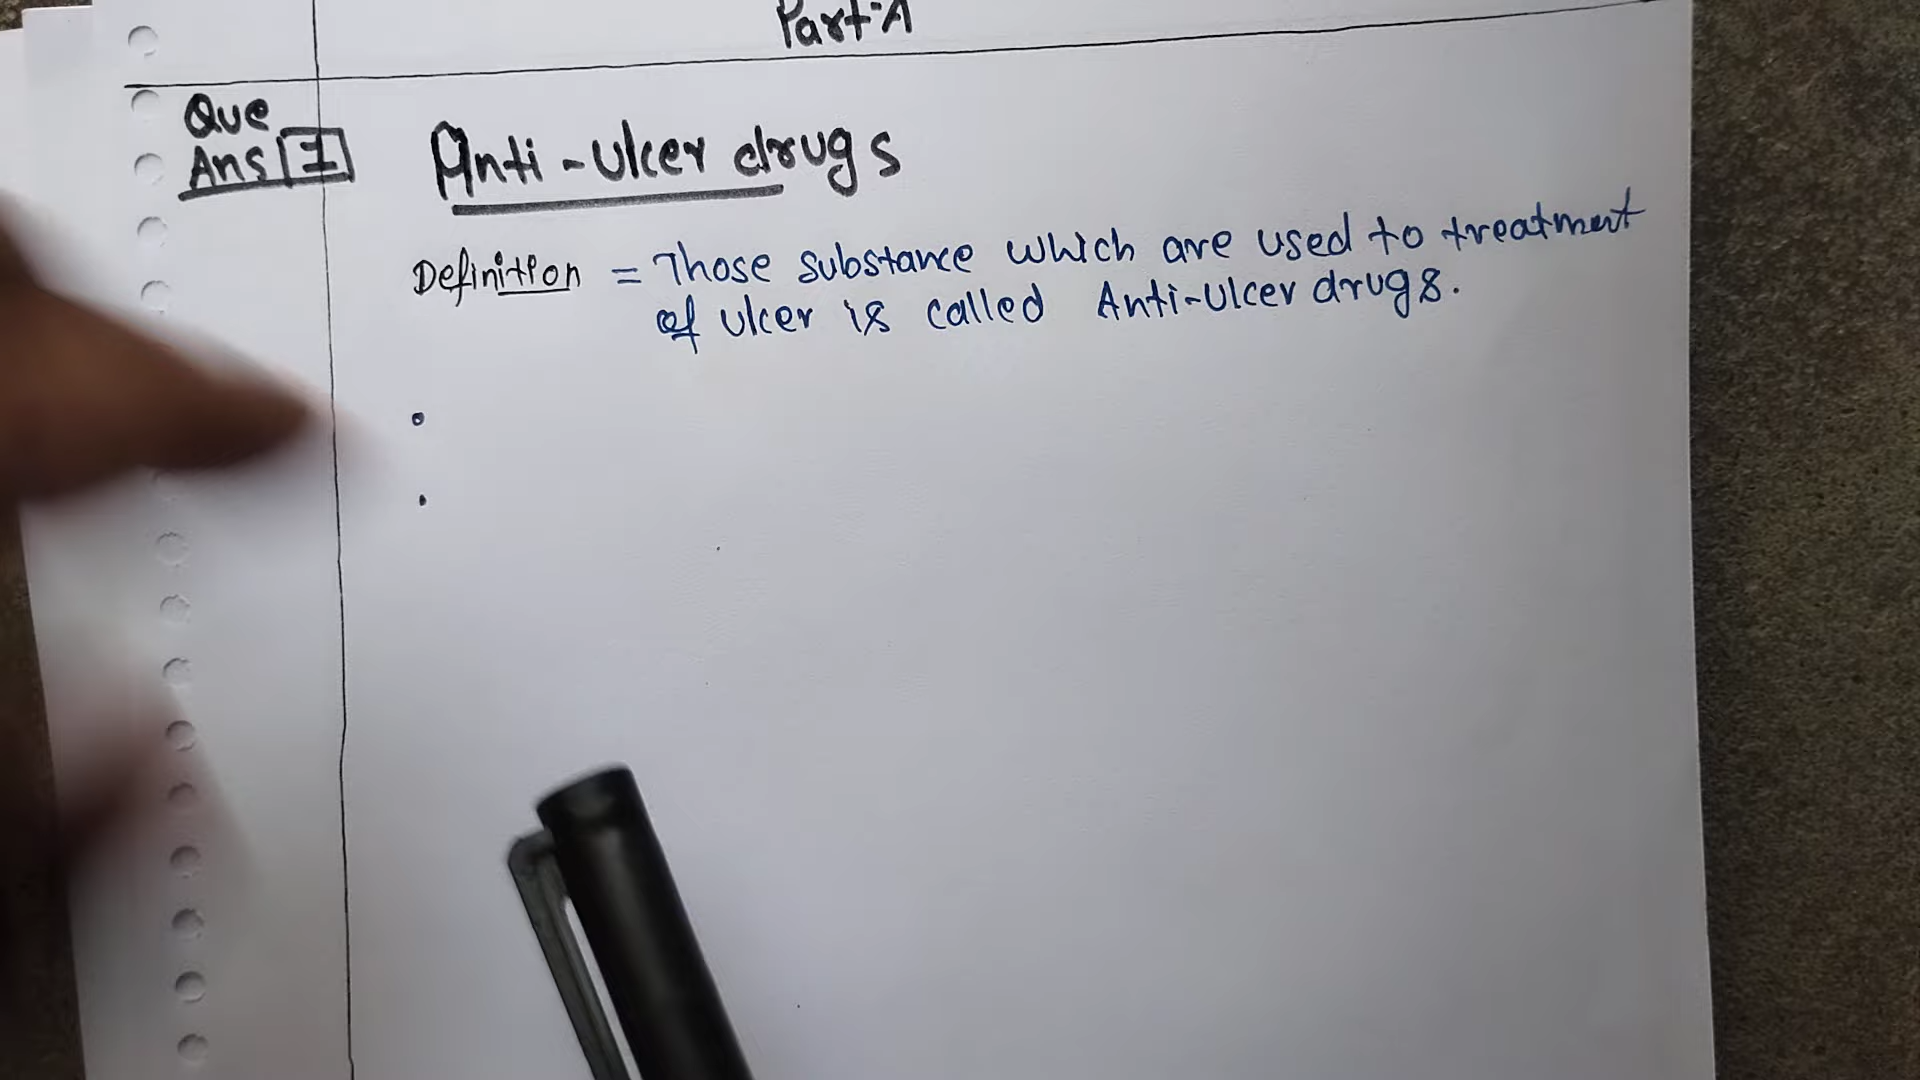 Part-A
Que
Ans 1
Anti-Ulcer drugs
Definition = Those substance which are used to treatment
of ulcer is called Anti-Ulcer drugs.